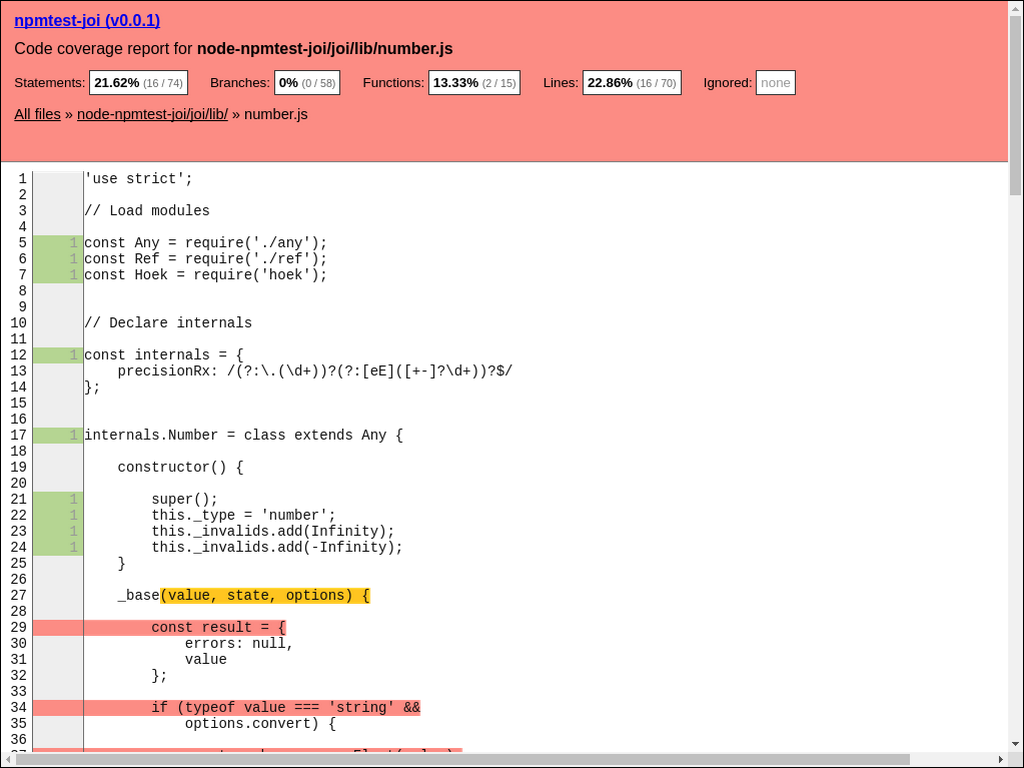 npmtest-joi (v0.0.1)
Code coverage report for node-npmtest-joi/joi/lib/number.js
Statements: 21.62% (16 / 74) Branches: 0% (0 / 58) Functions: 13.33% (2 / 15) Lines: 22.86% (16 / 70) Ignored: none
All files » node-npmtest-joi/joi/lib/ » number.js
1 'use strict';
2
3 // Load modules
4
5 1 const Any = require('./any');
6 1 const Ref = require('./ref');
7 1 const Hoek = require('hoek');
8
9
10 // Declare internals
11
12 1 const internals = {
13     precisionRx: /(?:\.(\d+))?(?:[eE]([+-]?\d+))?$/
14 };
15
16
17 1 internals.Number = class extends Any {
18
19     constructor() {
20
21 1         super();
22 1         this._type = 'number';
23 1         this._invalids.add(Infinity);
24 1         this._invalids.add(-Infinity);
25     }
26
27     _base(value, state, options) {
28
29         const result = {
30             errors: null,
31             value
32         };
33
34         if (typeof value === 'string' &&
35             options.convert) {
36